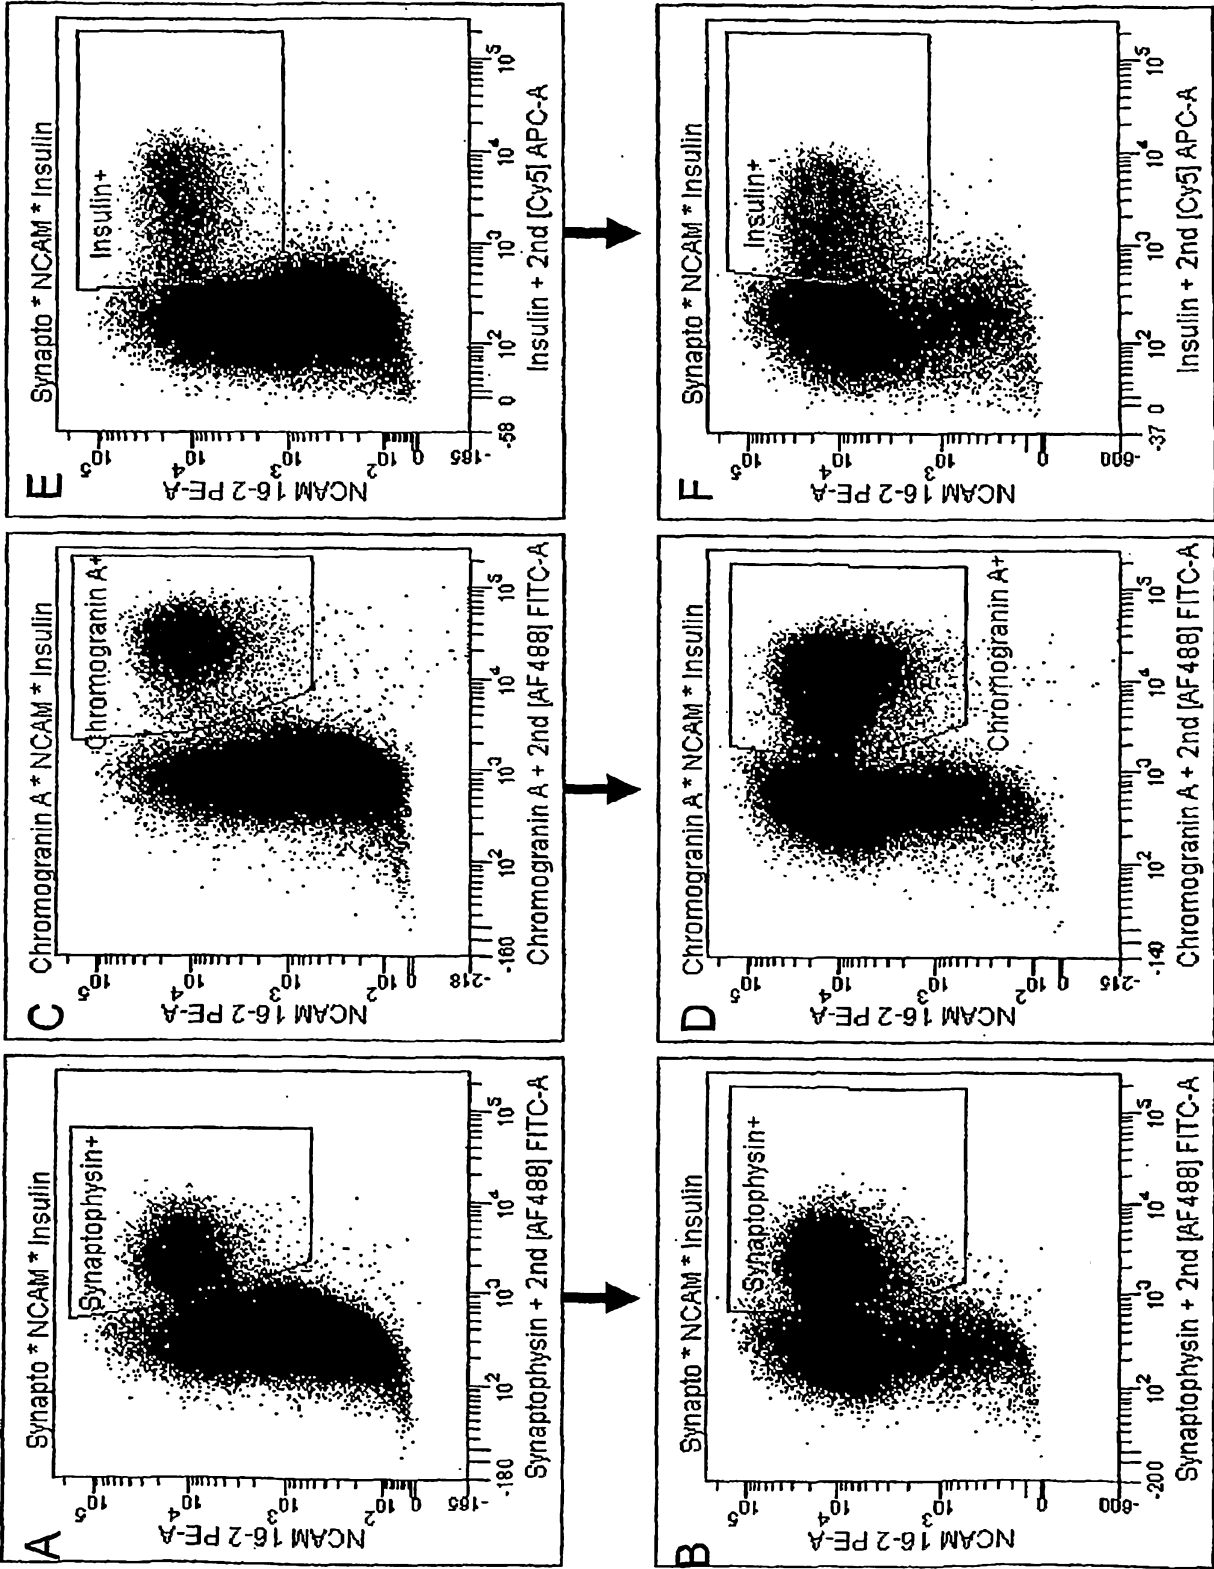 A
Synapto * NCAM * Insulin
Synaptophysin+
NCAM 16-2 PE-A
10^5
10^4
10^3
10^2
0
-165
-180 10^2 10^3 10^4 10^5
Synaptophysin + 2nd [AF488] FITC-A
C
Chromogranin A * NCAM * Insulin
Chromogranin A+
NCAM 16-2 PE-A
10^5
10^4
10^3
10^2
0
-218
-160 10^2 10^3 10^4 10^5
Chromogranin A + 2nd [AF488] FITC-A
E
Synapto * NCAM * Insulin
Insulin+
NCAM 16-2 PE-A
10^5
10^4
10^3
10^2
0
-185
-58 0 10^2 10^3 10^4 10^5
Insulin + 2nd [Cy5] APC-A
B
Synapto * NCAM * Insulin
Synaptophysin+
NCAM 16-2 PE-A
10^5
10^4
10^3
0
-600
-200 10^2 10^3 10^4 10^5
Synaptophysin + 2nd [AF488] FITC-A
D
Chromogranin A * NCAM * Insulin
Chromogranin A+
NCAM 16-2 PE-A
10^5
10^4
10^3
10^2
0
-215
-140 10^2 10^3 10^4 10^5
Chromogranin A + 2nd [AF488] FITC-A
F
Synapto * NCAM * Insulin
Insulin+
NCAM 16-2 PE-A
10^5
10^4
10^3
0
-600
-37 0 10^2 10^3 10^4 10^5
Insulin + 2nd [Cy5] APC-A